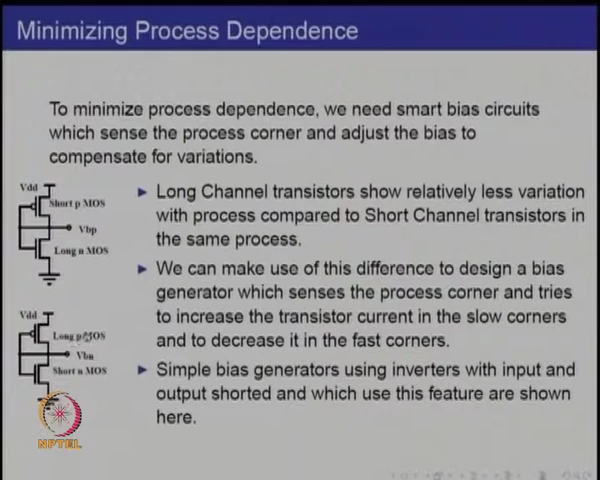 Minimizing Process Dependence
To minimize process dependence, we need smart bias circuits
which sense the process corner and adjust the bias to
compensate for variations.
Vdd
Short p MOS
Vbp
Long n MOS
Vdd
Long p MOS
Vbn
Short n MOS
NPTEL
► Long Channel transistors show relatively less variation
with process compared to Short Channel transistors in
the same process.
► We can make use of this difference to design a bias
generator which senses the process corner and tries
to increase the transistor current in the slow corners
and to decrease it in the fast corners.
► Simple bias generators using inverters with input and
output shorted and which use this feature are shown
here.